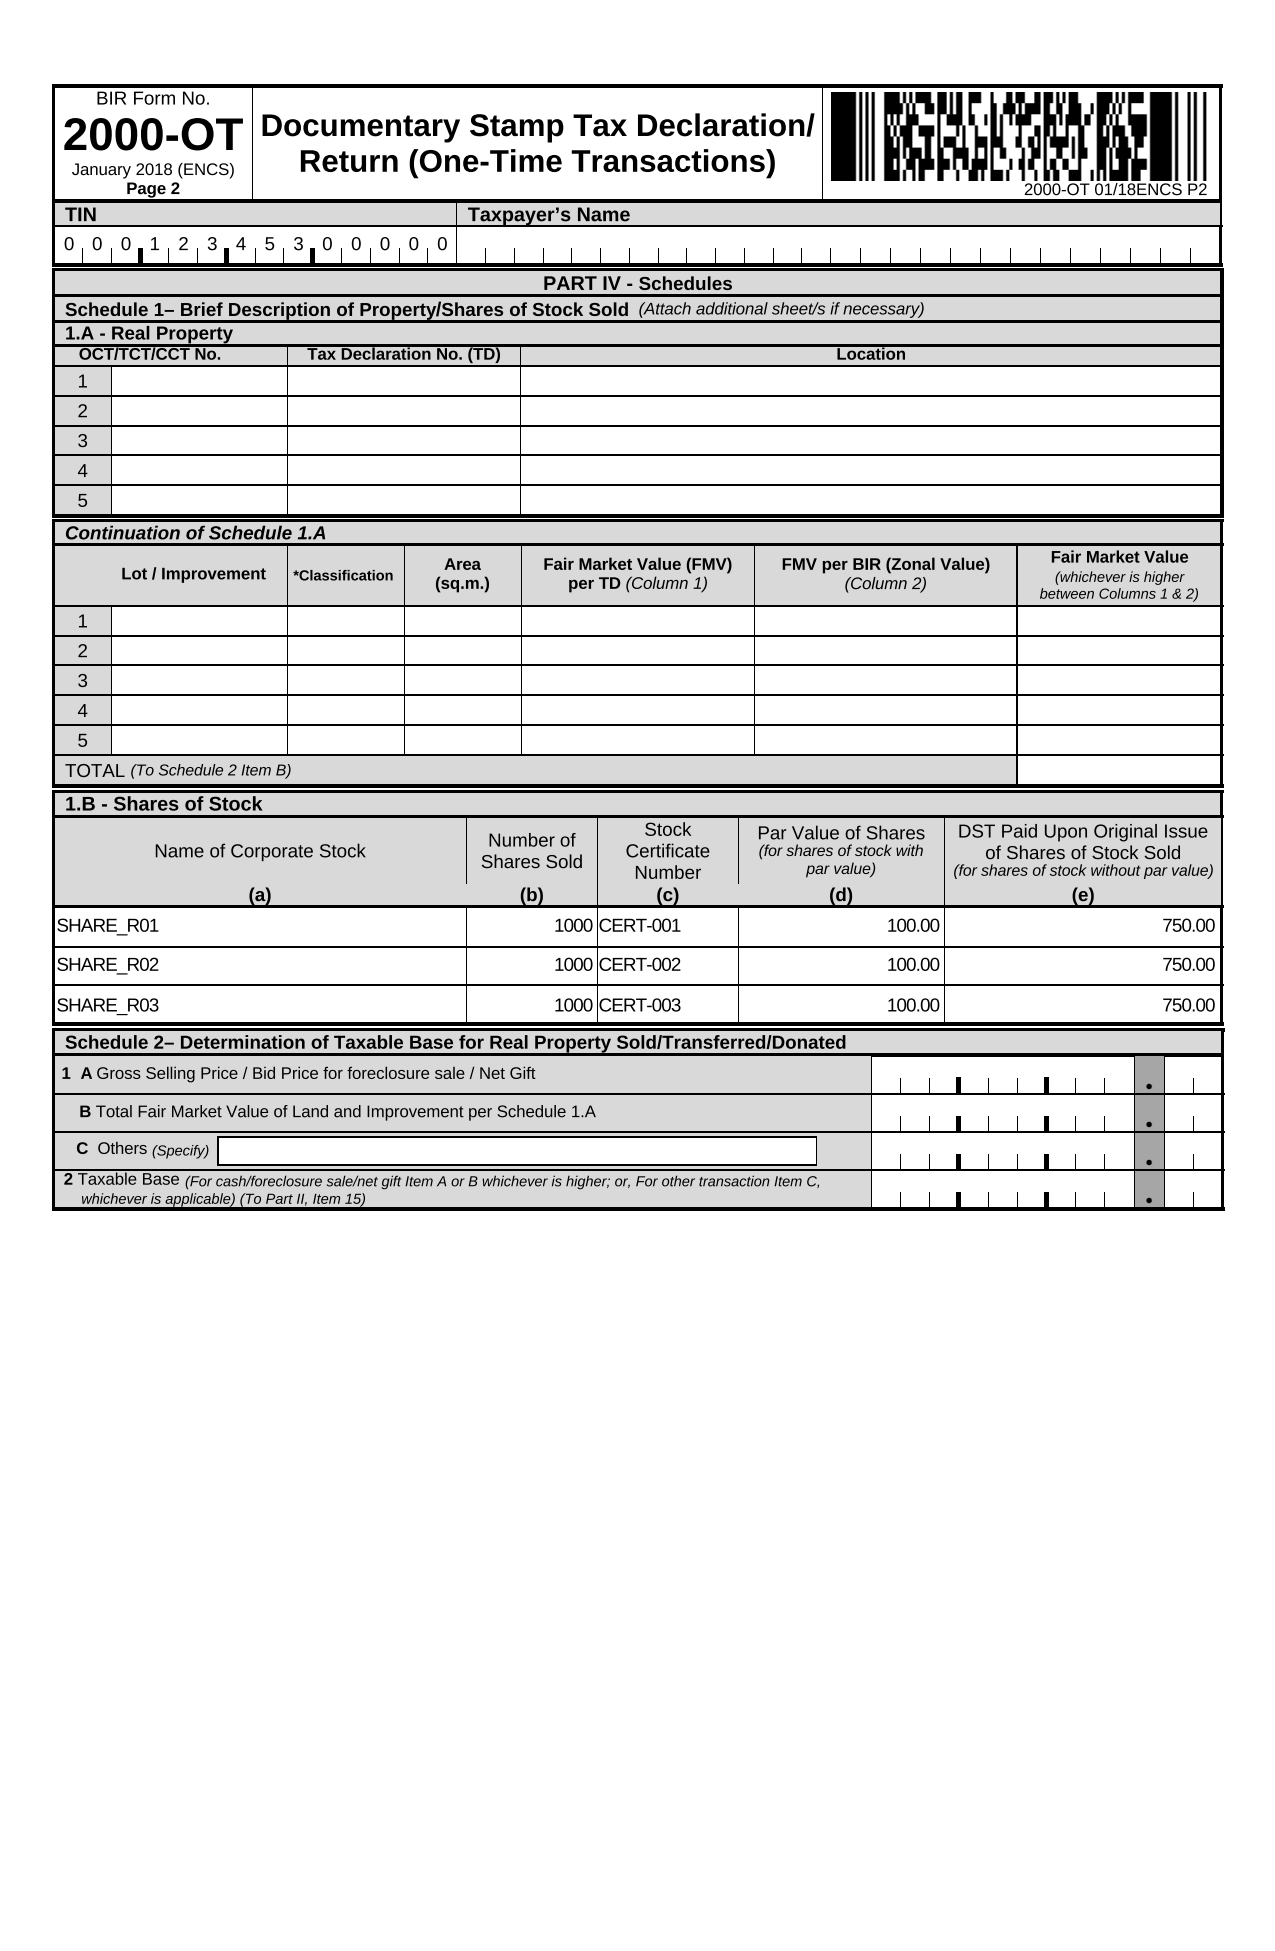 BIR Form No.
2000-OT
January 2018 (ENCS)
Page 2
Documentary Stamp Tax Declaration/
Return (One-Time Transactions)
2000-OT 01/18ENCS P2
TIN Taxpayer’s Name
0 0 0 1 2 3 4 5 3 0 0 0 0 0
PART IV - Schedules
Schedule 1– Brief Description of Property/Shares of Stock Sold (Attach additional sheet/s if necessary)
1.A - Real Property
OCT/TCT/CCT No. Tax Declaration No. (TD) Location
1
2
3
4
5
Continuation of Schedule 1.A
Lot / Improvement
*Classification
Area
(sq.m.)
Fair Market Value (FMV)
per TD (Column 1)
FMV per BIR (Zonal Value)
(Column 2)
Fair Market Value
(whichever is higher
between Columns 1 & 2)
1
2
3
4
5
TOTAL (To Schedule 2 Item B)
1.B - Shares of Stock
Name of Corporate Stock
(a)
Number of
Shares Sold
(b)
Stock
Certificate
Number
(c)
Par Value of Shares
(for shares of stock with
par value)
(d)
DST Paid Upon Original Issue
of Shares of Stock Sold
(for shares of stock without par value)
(e)
SHARE_R01 1000 CERT-001 100.00 750.00
SHARE_R02 1000 CERT-002 100.00 750.00
SHARE_R03 1000 CERT-003 100.00 750.00
Schedule 2– Determination of Taxable Base for Real Property Sold/Transferred/Donated
1 A Gross Selling Price / Bid Price for foreclosure sale / Net Gift
B Total Fair Market Value of Land and Improvement per Schedule 1.A
C Others (Specify)
2 Taxable Base (For cash/foreclosure sale/net gift Item A or B whichever is higher; or, For other transaction Item C,
whichever is applicable) (To Part II, Item 15)